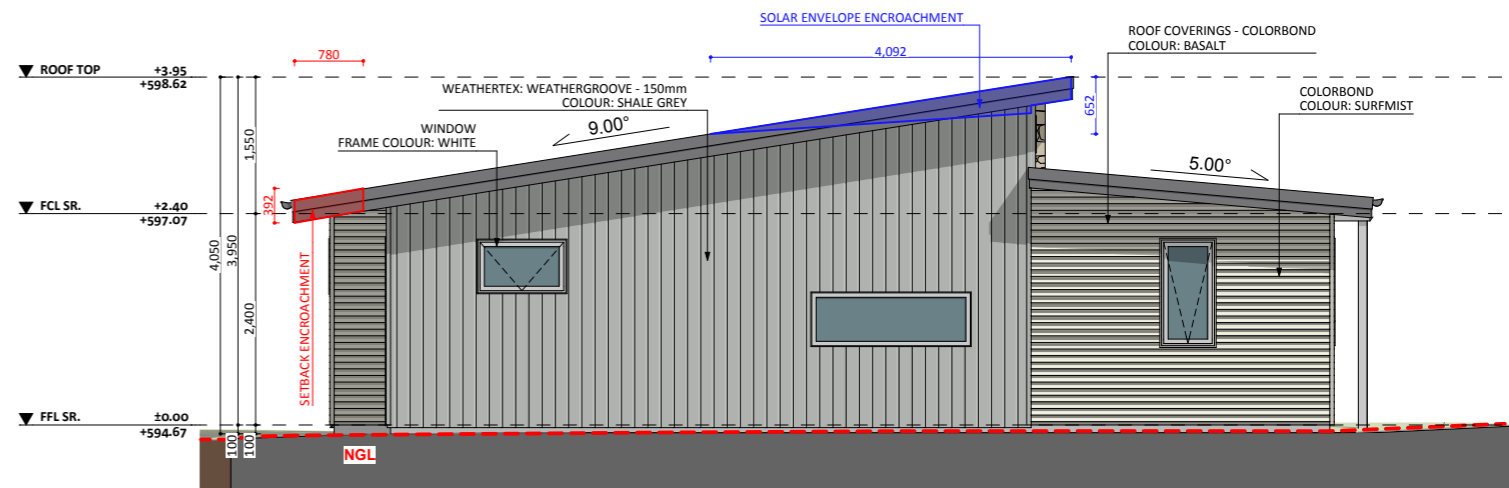 SOLAR ENVELOPE ENCROACHMENT
ROOF COVERINGS - COLORBOND
COLOUR: BASALT
780
4,092
ROOF TOP +3.95
+598.62
WEATHERTEX: WEATHERGROOVE - 150mm
COLOUR: SHALE GREY
652
COLORBOND
COLOUR: SURFMIST
WINDOW
FRAME COLOUR: WHITE
9.00°
1,550
5.00°
392
FCL SR. +2.40
+597.07
4,050
3,950
2,400
SETBACK ENCROACHMENT
FFL SR. ±0.00
+594.67
100
100
NGL